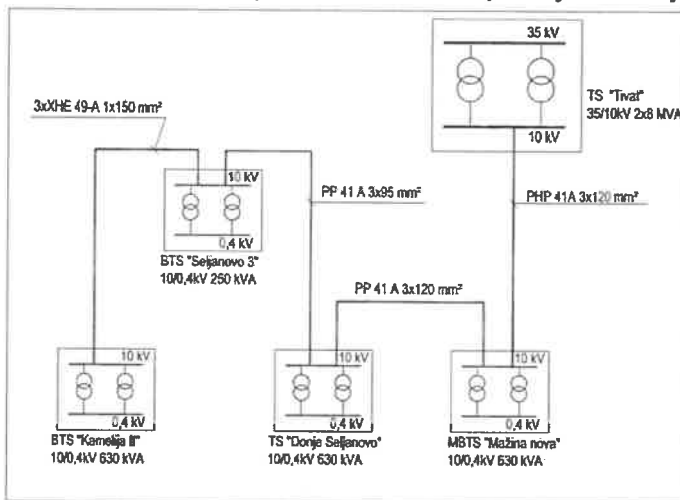 35 kV
TS "Tivat"
35/10kV 2x8 MVA
10 kV
3xXHE 49-A 1x150 mm²
10 kV
PP 41 A 3x95 mm²
PHP 41A 3x120 mm²
0,4 kV
BTS "Seljanovo 3"
10/0,4kV 250 kVA
PP 41 A 3x120 mm²
10 kV
10 kV
10 kV
0,4 kV
0,4 kV
0,4 kV
BTS "Kamelija II"
10/0,4kV 630 kVA
TS "Donje Seljanovo"
10/0,4kV 630 kVA
MBTS "Mažina nova"
10/0,4kV 630 kVA